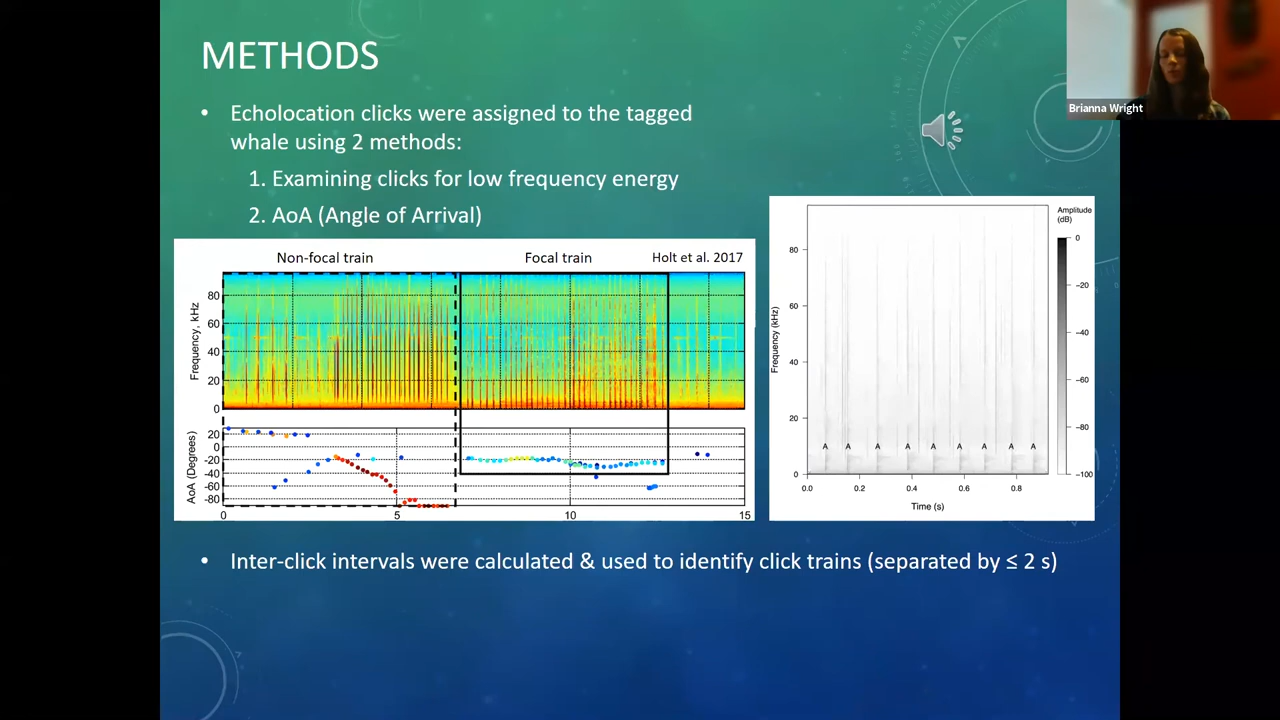 METHODS
• Echolocation clicks were assigned to the tagged
whale using 2 methods:
1. Examining clicks for low frequency energy
2. AoA (Angle of Arrival)
Brianna Wright
Non-focal train
Focal train
Holt et al. 2017
Frequency, kHz
80
60
40
20
0
AoA (Degrees)
20
0
-20
-40
-60
-80
0
5
10
15
Amplitude
(dB)
0
−20
−40
−60
−80
−100
Frequency (kHz)
80
60
40
20
0
A A A A A A A A A
0.0
0.2
0.4
0.6
0.8
Time (s)
• Inter-click intervals were calculated & used to identify click trains (separated by ≤ 2 s)